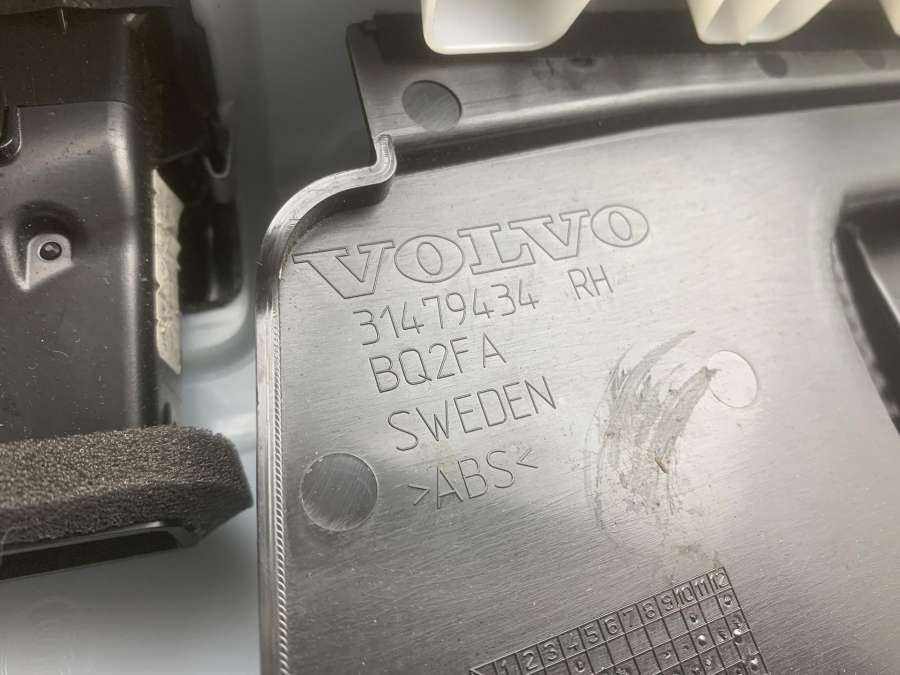 VOLVO
31479434 RH
BQ2FA
SWEDEN
>ABS<
1 2 3 4 5 6 7 8 9 10 11 12